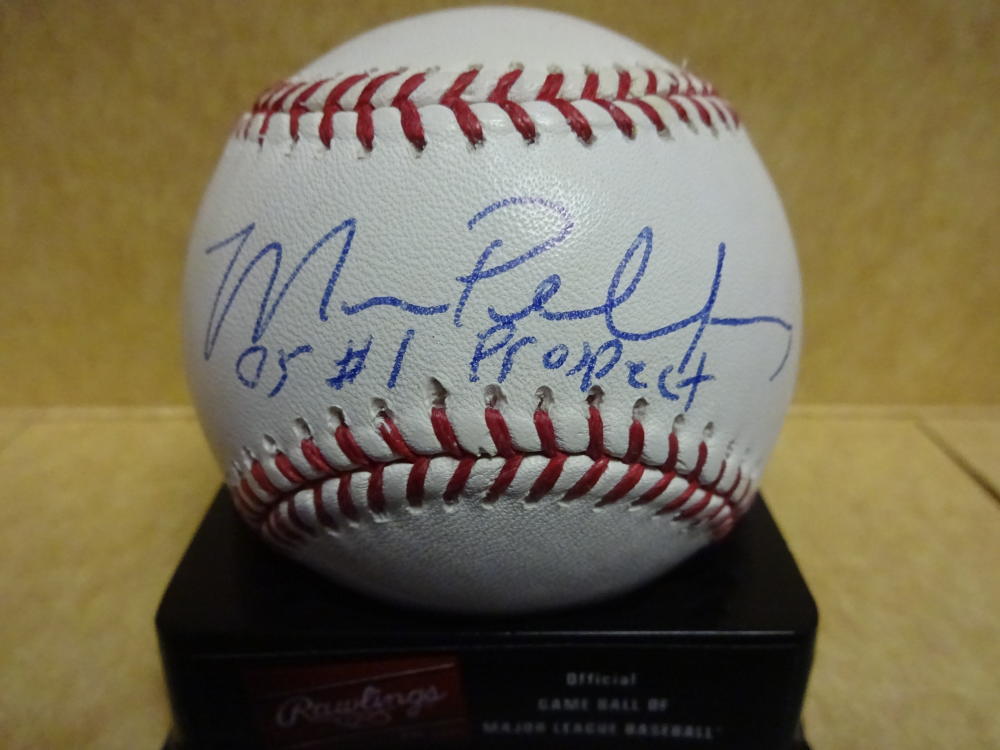 05 #1 Prospect
Rawlings
Official
GAME BALL OF
MAJOR LEAGUE BASEBALL